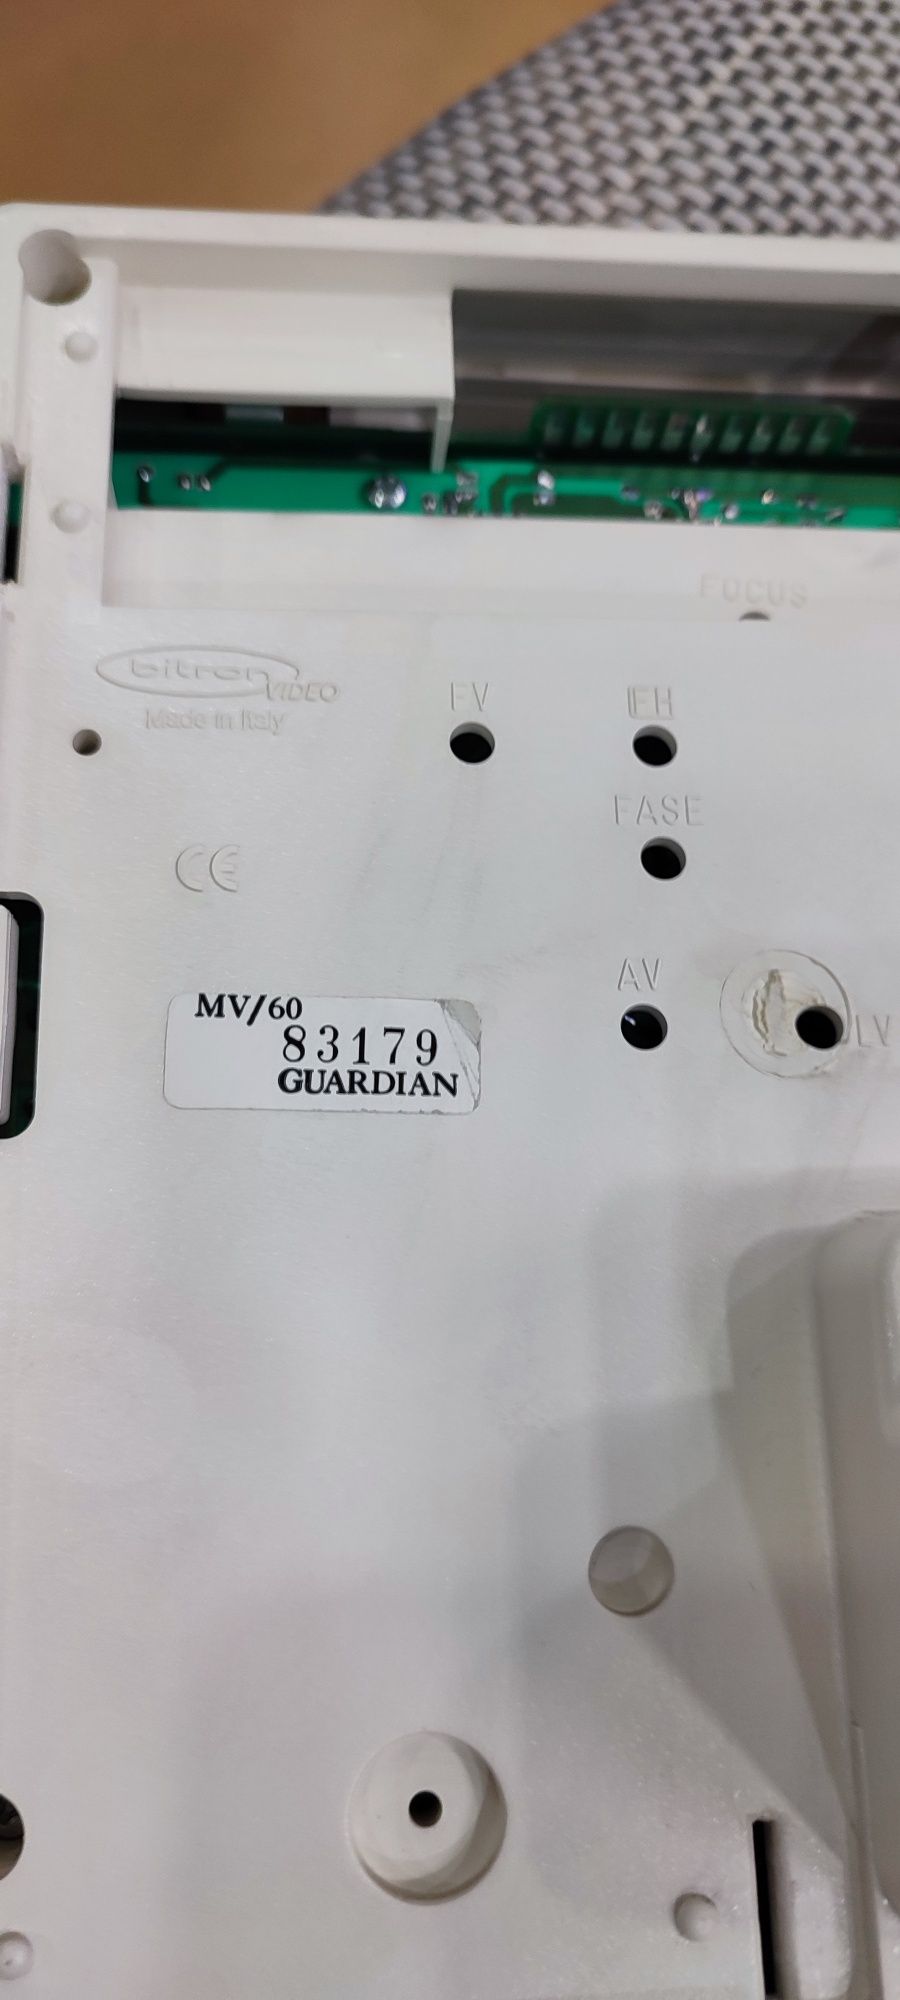 FOCUS
bitron VIDEO
Made in Italy
FV
FH
FASE
CE
AV
LV
MV/60
83179
GUARDIAN